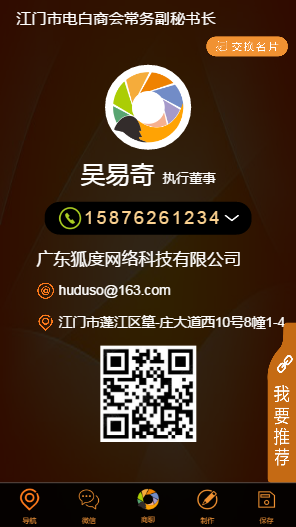 江门市电白商会常务副秘书长
交换名片
吴易奇 执行董事
15876261234
广东狐度网络科技有限公司
huduso@163.com
江门市蓬江区篁-庄大道西10号8幢1-4
我要推荐
导航 微信 商聊 制作 保存